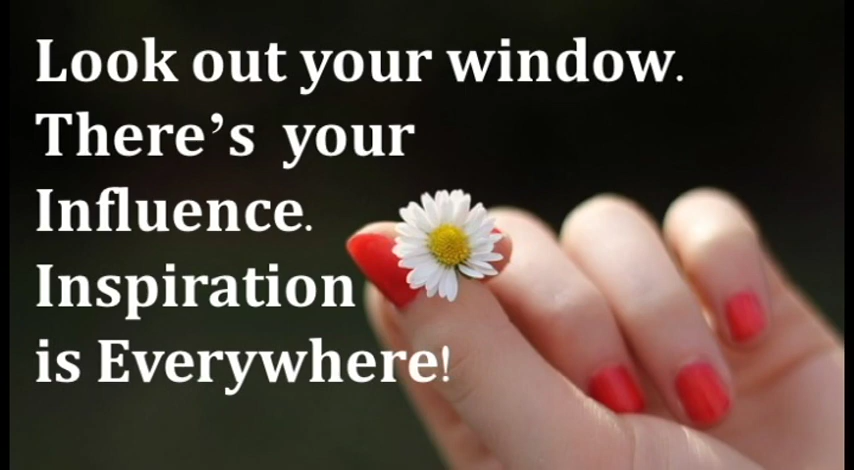 Look out your window.
There's your
Influence.
Inspiration
is Everywhere!